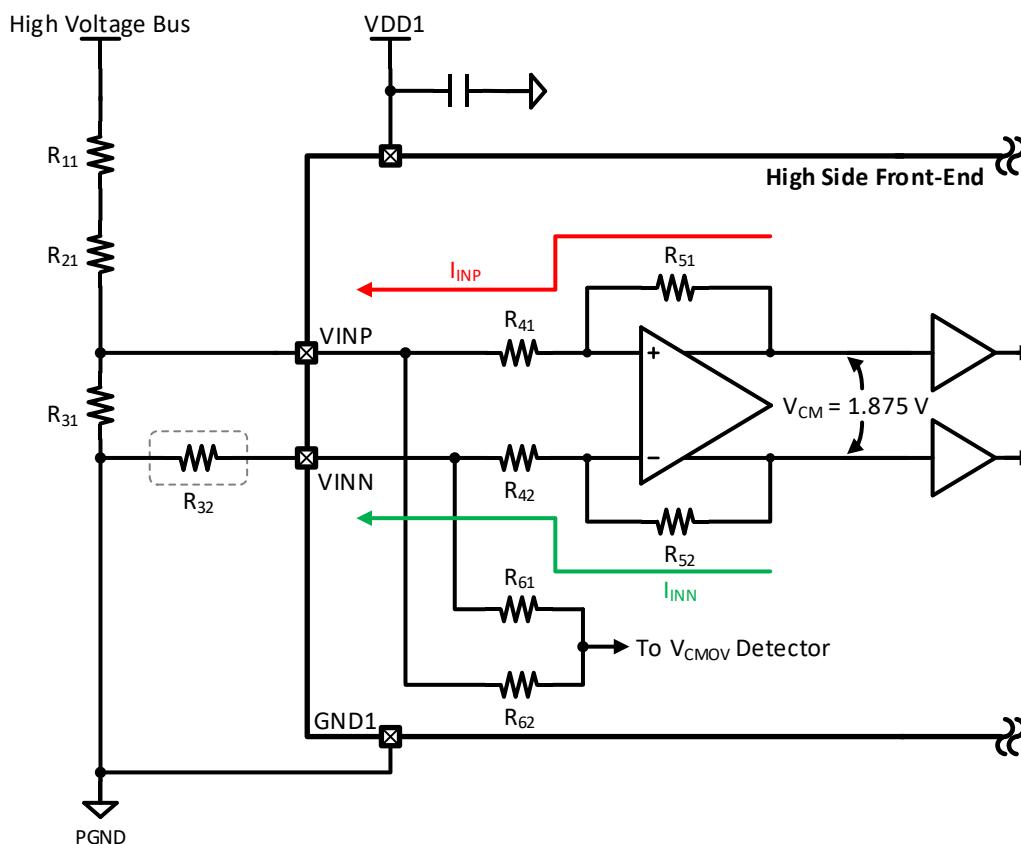 High Voltage Bus
VDD1
R11
High Side Front-End
R21
IINP
R51
R41
VINP
+
R31
VCM = 1.875 V
−
VINN
R32
R42
R52
R61
IINN
To VCMOV Detector
GND1
R62
PGND